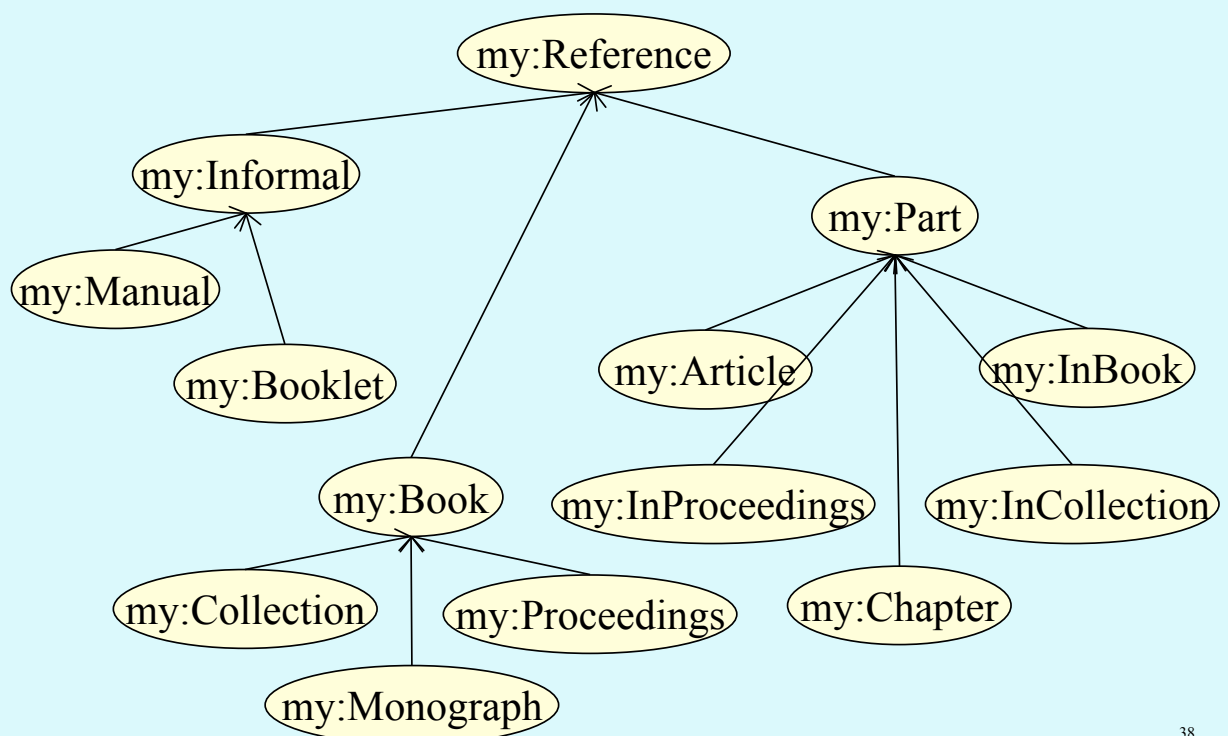 my:Reference
my:Informal
my:Part
my:Manual
my:Article
my:InBook
my:Booklet
my:Book
my:InProceedings
my:InCollection
my:Collection
my:Proceedings
my:Chapter
my:Monograph
38